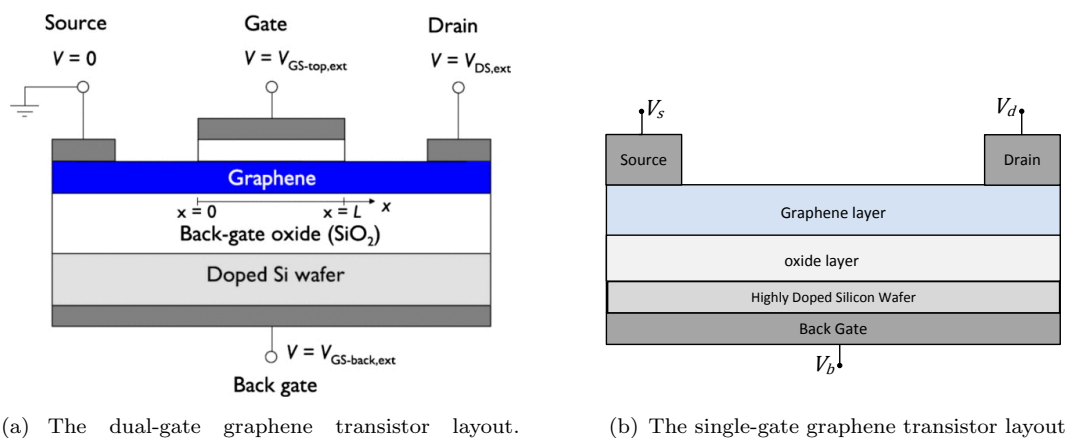 Source
Gate
Drain
V = 0
V = V_GS-top,ext
V = V_DS,ext
Graphene
x = 0
x = L
x
Back-gate oxide (SiO₂)
Doped Si wafer
V = V_GS-back,ext
Back gate
(a) The dual-gate graphene transistor layout.
V_s
V_d
Source
Drain
Graphene layer
oxide layer
Highly Doped Silicon Wafer
Back Gate
V_b
(b) The single-gate graphene transistor layout